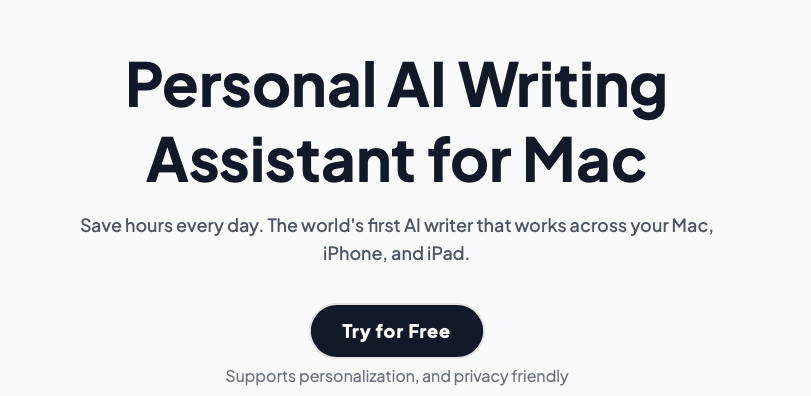 Personal AI Writing
Assistant for Mac
Save hours every day. The world's first AI writer that works across your Mac,
iPhone, and iPad.
Try for Free
Supports personalization, and privacy friendly